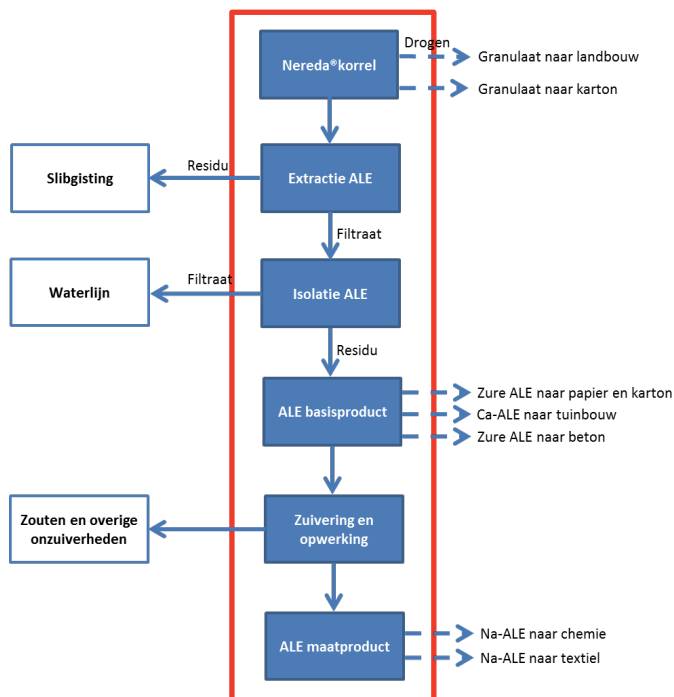 Drogen
Nereda®korrel
Granulaat naar landbouw
Granulaat naar karton
Residu
Slibgisting
Extractie ALE
Filtraat
Filtraat
Waterlijn
Isolatie ALE
Residu
ALE basisproduct
Zure ALE naar papier en karton
Ca-ALE naar tuinbouw
Zure ALE naar beton
Zouten en overige
onzuiverheden
Zuivering en
opwerking
ALE maatproduct
Na-ALE naar chemie
Na-ALE naar textiel